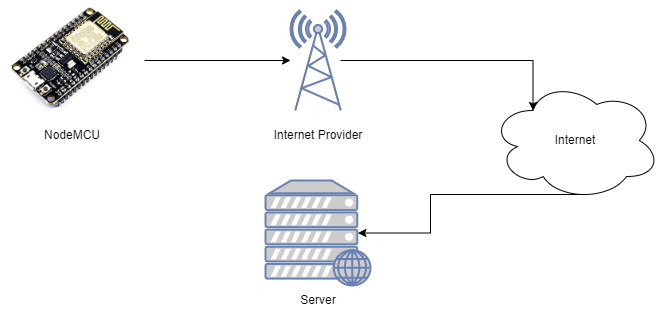 NodeMCU
Internet Provider
Internet
Server